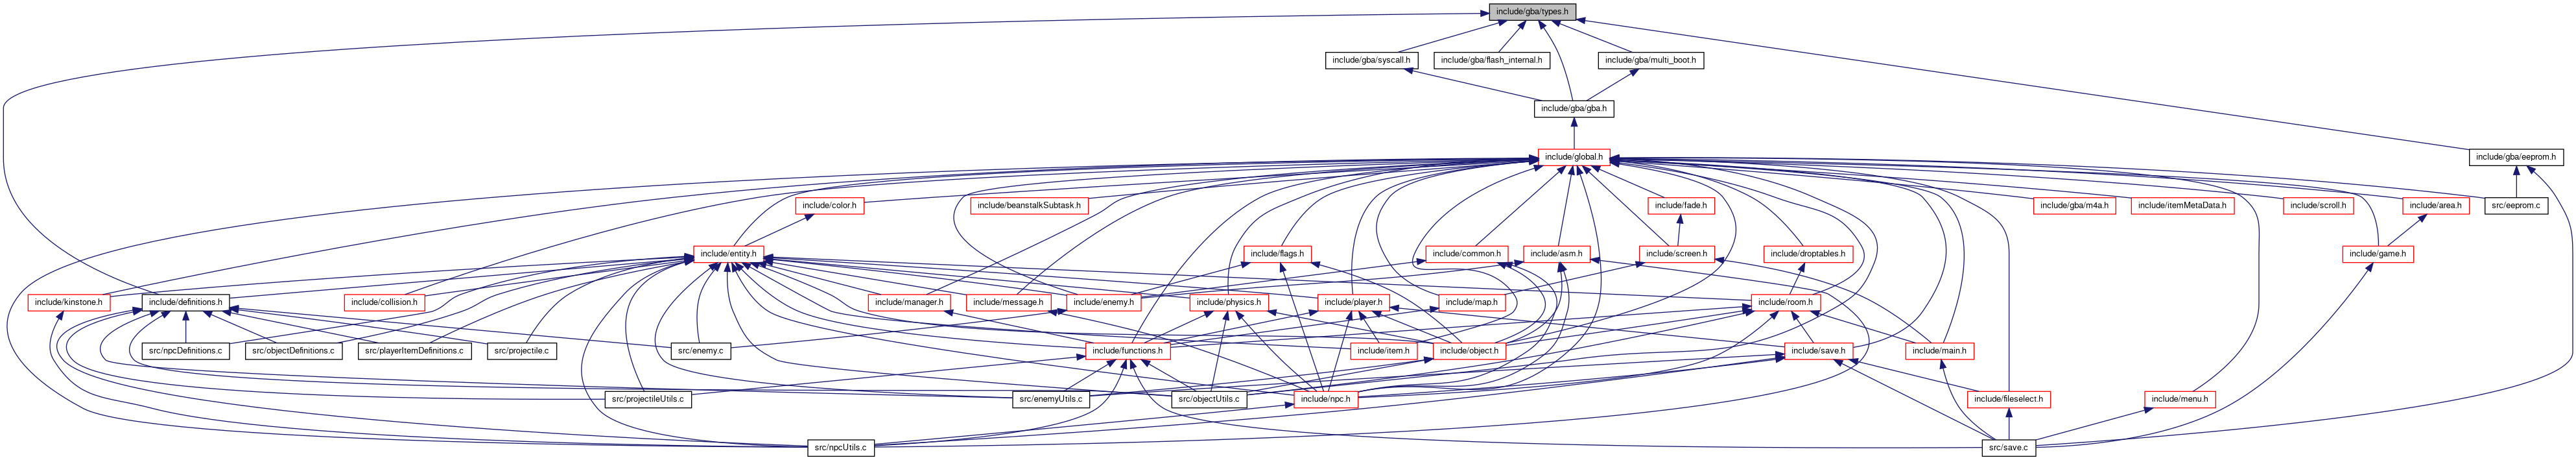 include/gba/types.h
include/gba/syscall.h
include/gba/flash_internal.h
include/gba/multi_boot.h
include/gba/gba.h
include/global.h
include/gba/eeprom.h
include/color.h
include/beanstalkSubtask.h
include/fade.h
include/gba/m4a.h
include/itemMetaData.h
include/scroll.h
include/area.h
src/eeprom.c
include/entity.h
include/flags.h
include/common.h
include/asm.h
include/screen.h
include/droptables.h
include/game.h
include/kinstone.h
include/definitions.h
include/collision.h
include/manager.h
include/message.h
include/enemy.h
include/physics.h
include/player.h
include/map.h
include/room.h
src/npcDefinitions.c
src/objectDefinitions.c
src/playerItemDefinitions.c
src/projectile.c
src/enemy.c
include/functions.h
include/item.h
include/object.h
include/save.h
include/main.h
src/projectileUtils.c
src/enemyUtils.c
src/objectUtils.c
include/npc.h
include/fileselect.h
include/menu.h
src/npcUtils.c
src/save.c